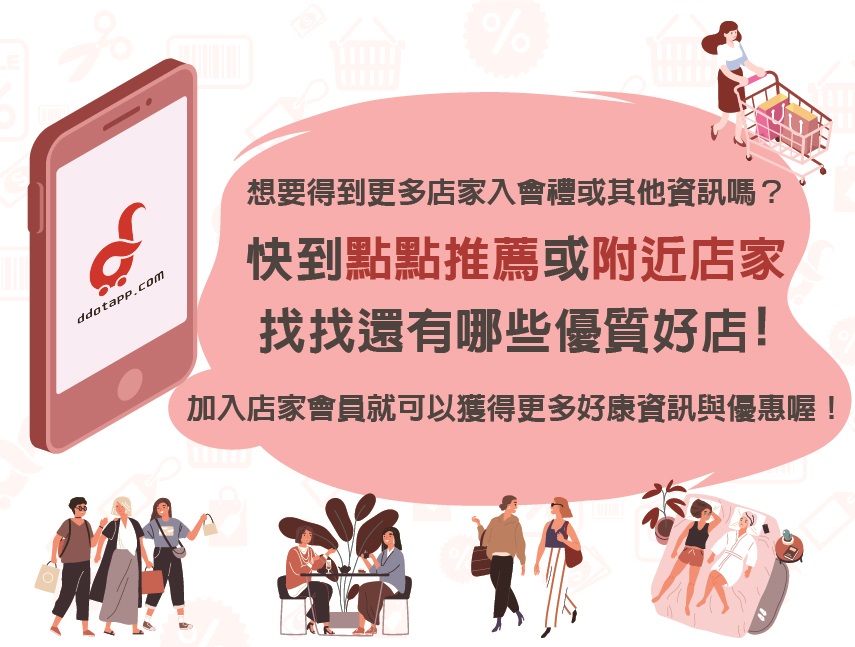 想要得到更多店家入會禮或其他資訊嗎？
快到點點推薦或附近店家
找找還有哪些優質好店!
加入店家會員就可以獲得更多好康資訊與優惠喔！
ddotapp.com